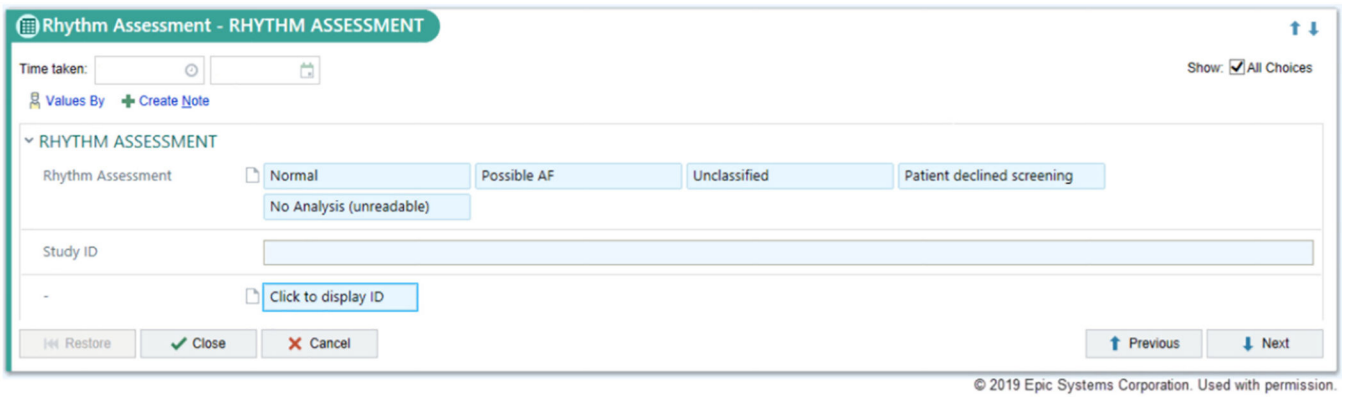 Rhythm Assessment - RHYTHM ASSESSMENT
Time taken:
Show: All Choices
Values By Create Note
RHYTHM ASSESSMENT
Rhythm Assessment Normal Possible AF Unclassified Patient declined screening
No Analysis (unreadable)
Study ID
- Click to display ID
Restore Close Cancel Previous Next
© 2019 Epic Systems Corporation. Used with permission.